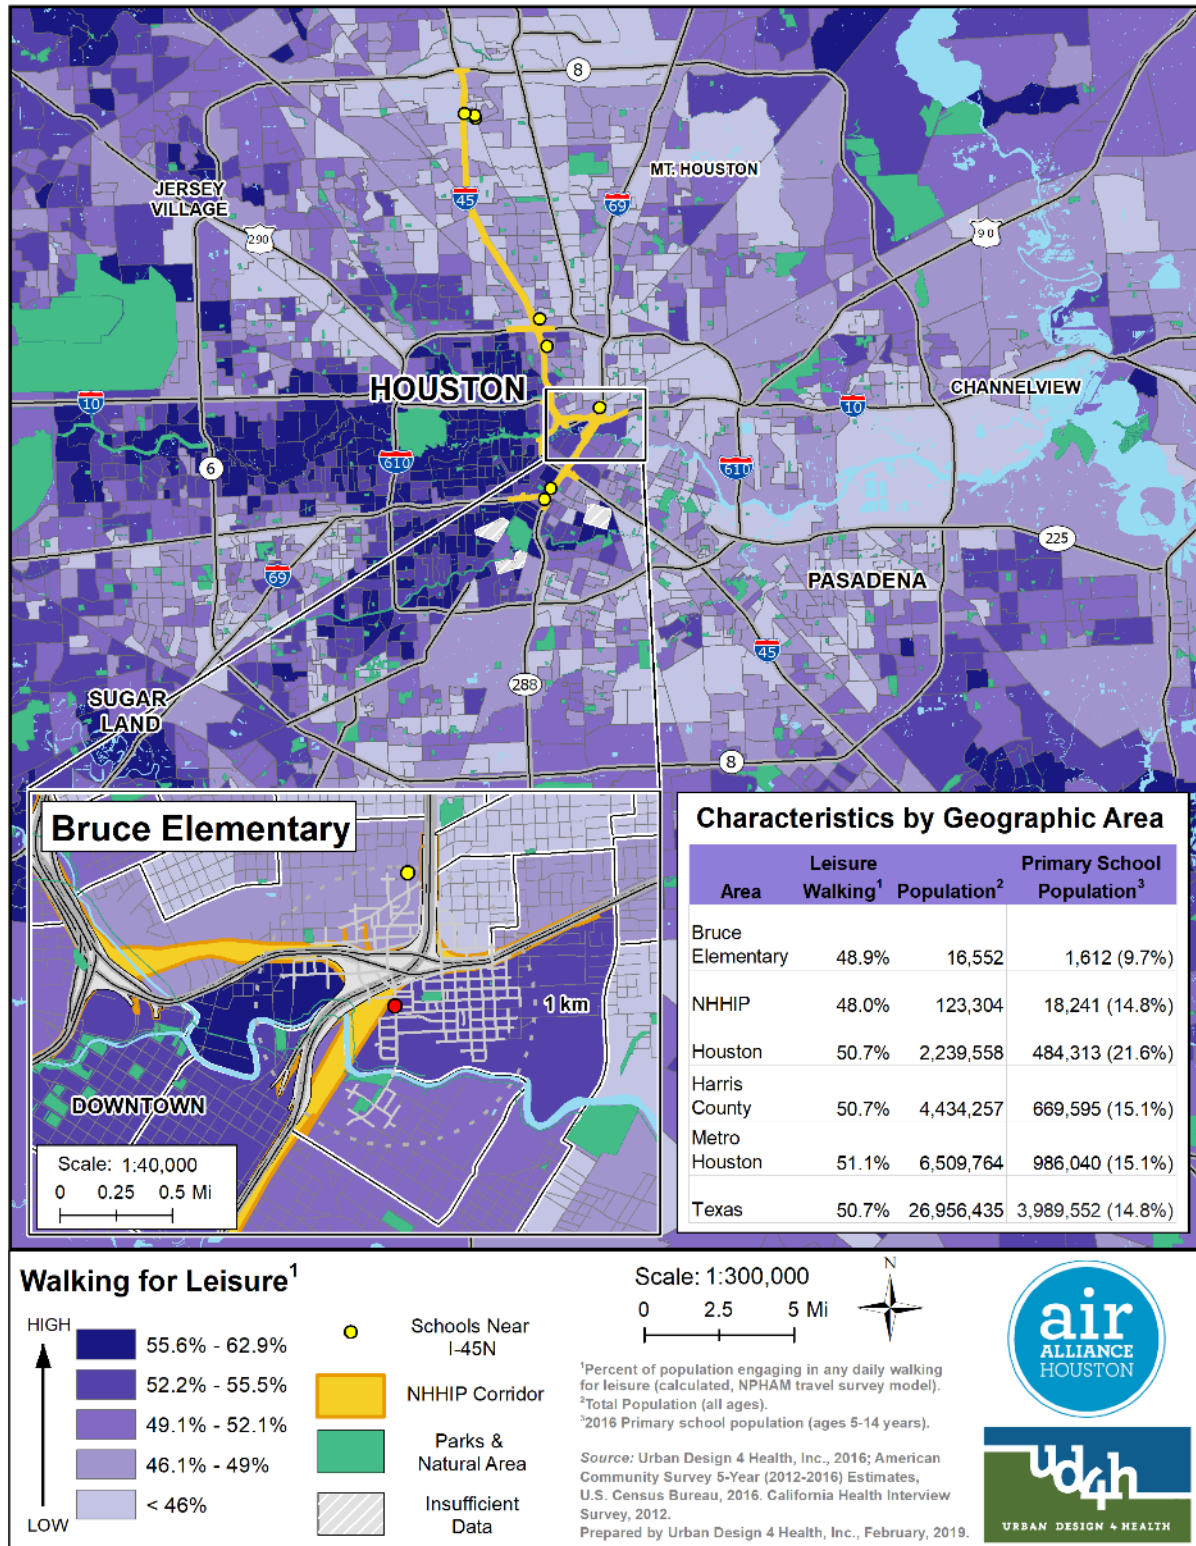 8
MT. HOUSTON
JERSEY
VILLAGE
45
69
290
90
HOUSTON
CHANNELVIEW
10
10
6
610
610
225
69
PASADENA
45
288
SUGAR
LAND
8
Bruce Elementary
1 km
DOWNTOWN
Scale: 1:40,000
0 0.25 0.5 Mi
Characteristics by Geographic Area
Area Leisure Walking1 Population2 Primary School Population3
Bruce Elementary 48.9% 16,552 1,612 (9.7%)
NHHIP 48.0% 123,304 18,241 (14.8%)
Houston 50.7% 2,239,558 484,313 (21.6%)
Harris County 50.7% 4,434,257 669,595 (15.1%)
Metro Houston 51.1% 6,509,764 986,040 (15.1%)
Texas 50.7% 26,956,435 3,989,552 (14.8%)
Walking for Leisure1
HIGH
55.6% - 62.9%
52.2% - 55.5%
49.1% - 52.1%
46.1% - 49%
< 46%
LOW
Schools Near
I-45N
NHHIP Corridor
Parks &
Natural Area
Insufficient
Data
Scale: 1:300,000
0 2.5 5 Mi
N
1Percent of population engaging in any daily walking
for leisure (calculated, NPHAM travel survey model).
2Total Population (all ages).
32016 Primary school population (ages 5-14 years).
Source: Urban Design 4 Health, Inc., 2016; American
Community Survey 5-Year (2012-2016) Estimates,
U.S. Census Bureau, 2016. California Health Interview
Survey, 2012.
Prepared by Urban Design 4 Health, Inc., February, 2019.
air
ALLIANCE
HOUSTON
ud4h
URBAN DESIGN 4 HEALTH